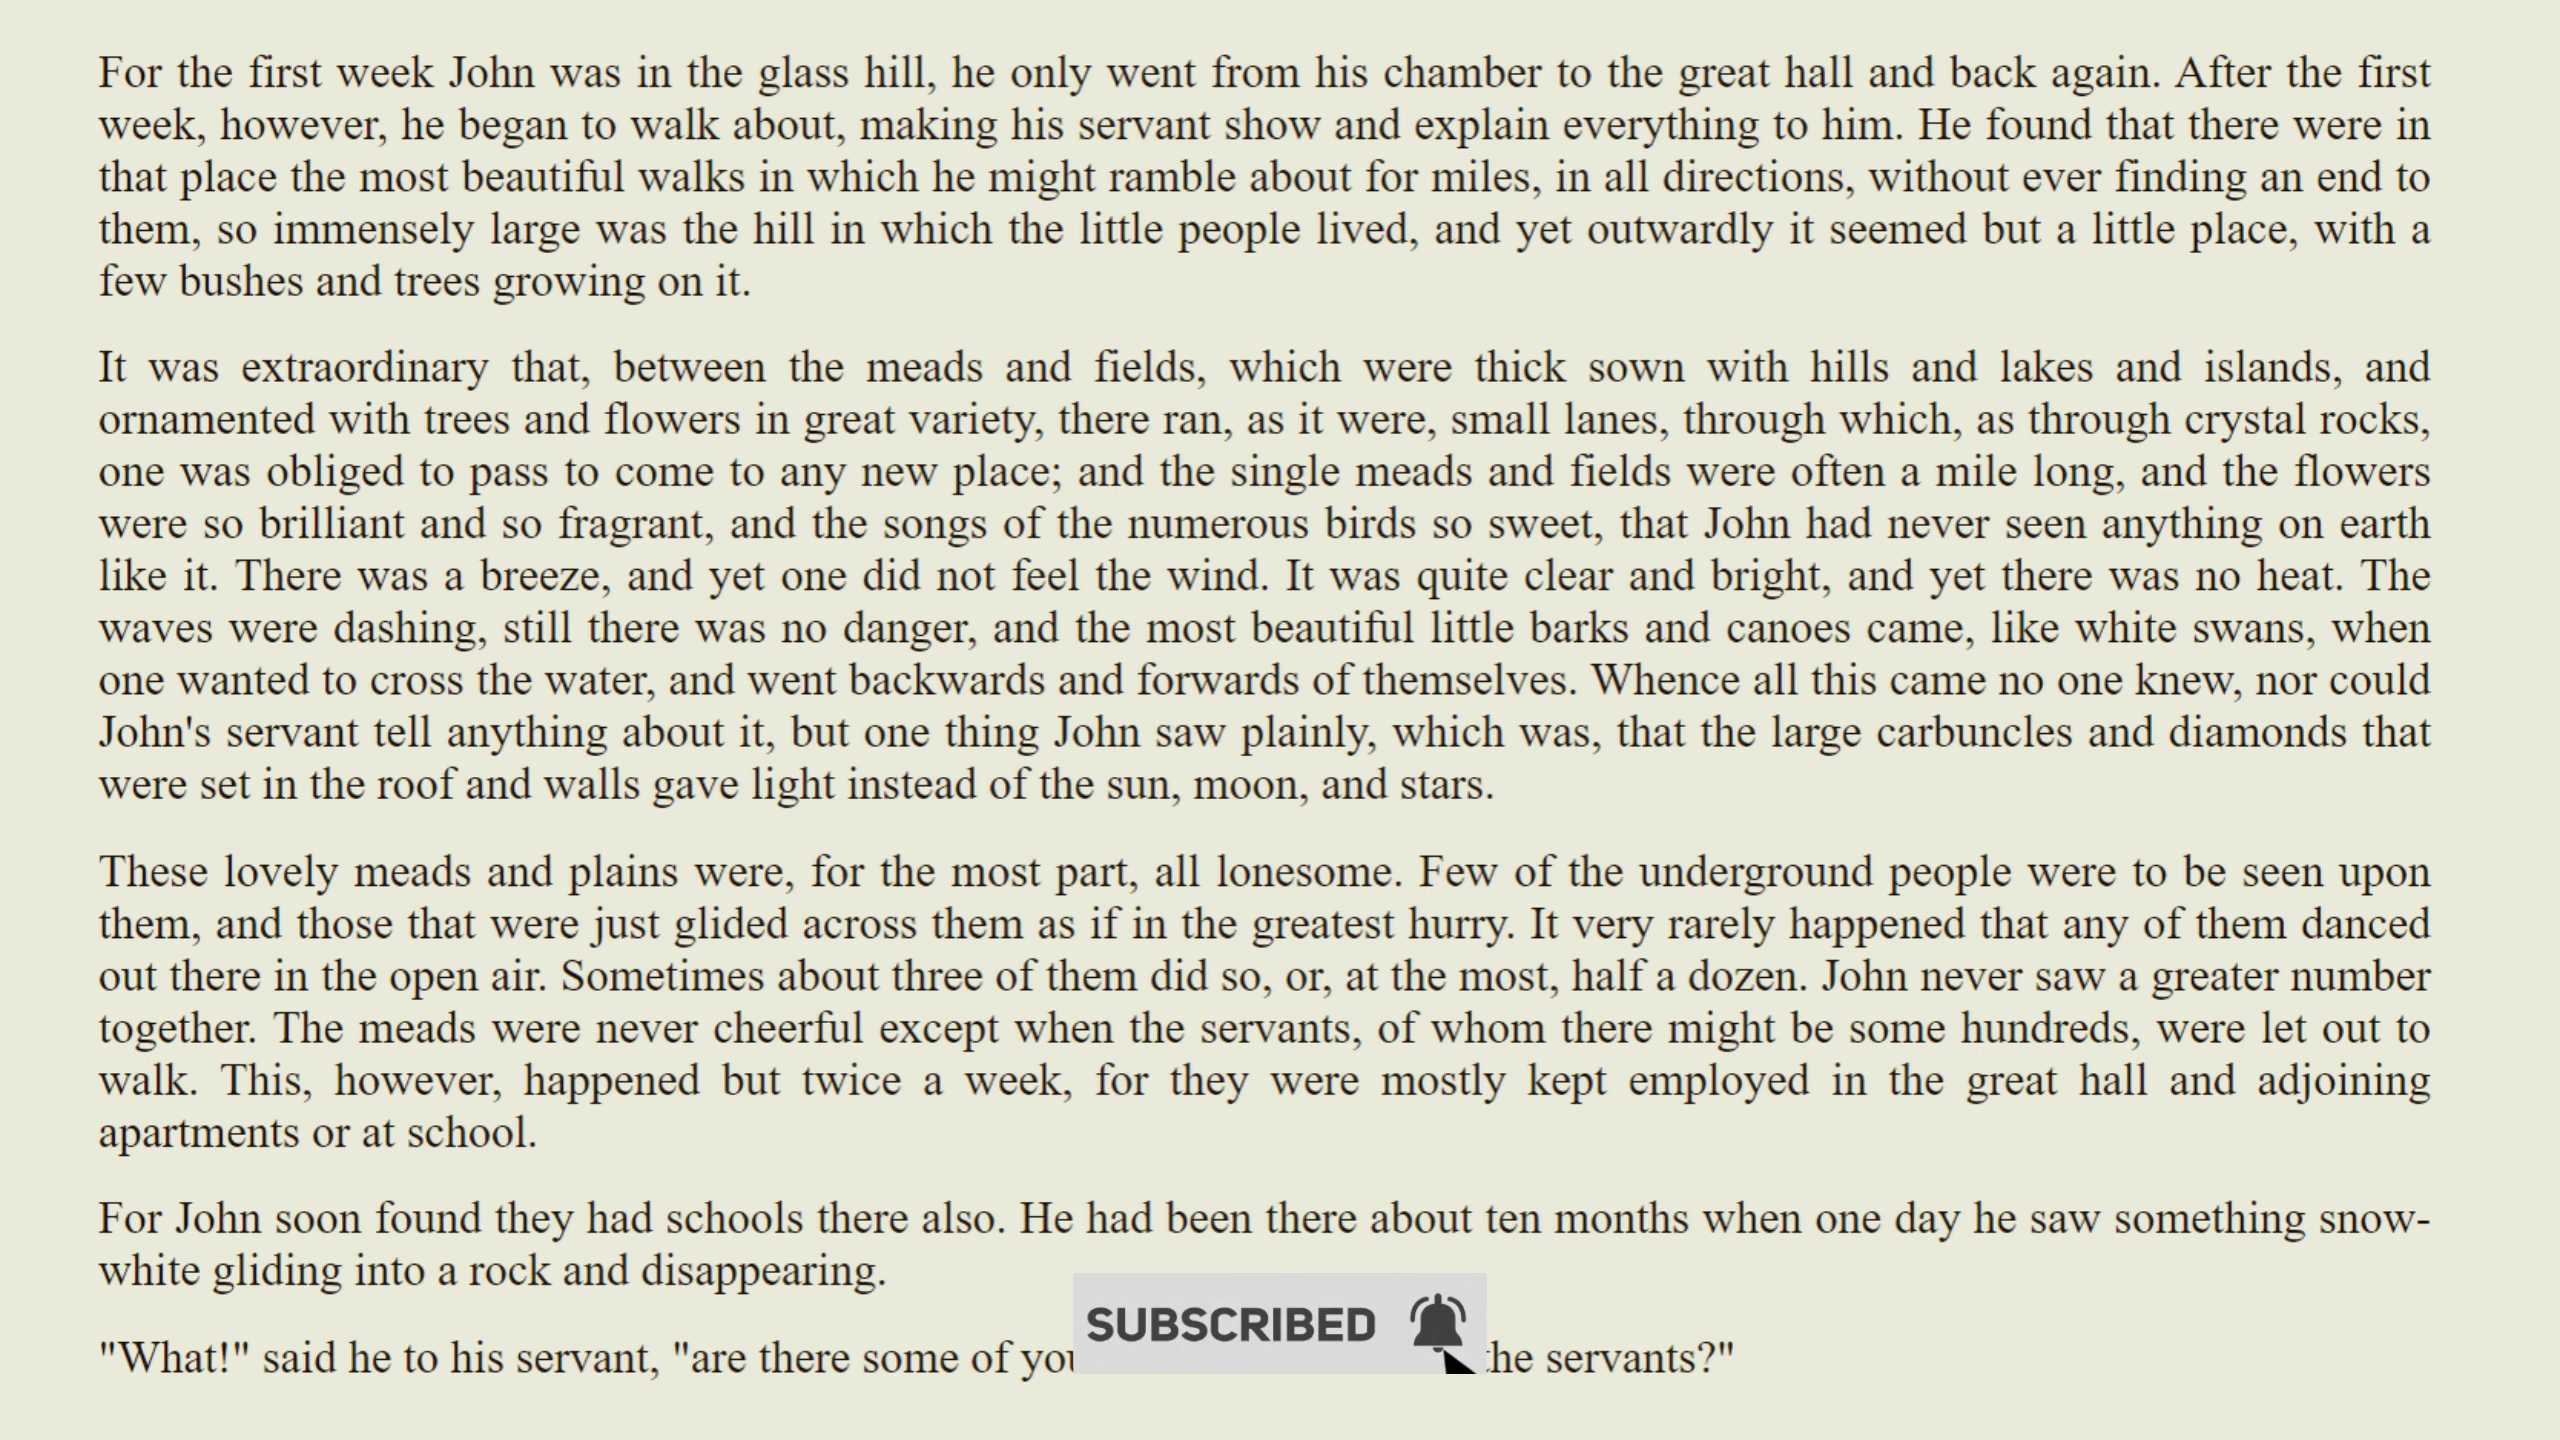 For the first week John was in the glass hill, he only went from his chamber to the great hall and back again. After the first
week, however, he began to walk about, making his servant show and explain everything to him. He found that there were in
that place the most beautiful walks in which he might ramble about for miles, in all directions, without ever finding an end to
them, so immensely large was the hill in which the little people lived, and yet outwardly it seemed but a little place, with a
few bushes and trees growing on it.
It was extraordinary that, between the meads and fields, which were thick sown with hills and lakes and islands, and
ornamented with trees and flowers in great variety, there ran, as it were, small lanes, through which, as through crystal rocks,
one was obliged to pass to come to any new place; and the single meads and fields were often a mile long, and the flowers
were so brilliant and so fragrant, and the songs of the numerous birds so sweet, that John had never seen anything on earth
like it. There was a breeze, and yet one did not feel the wind. It was quite clear and bright, and yet there was no heat. The
waves were dashing, still there was no danger, and the most beautiful little barks and canoes came, like white swans, when
one wanted to cross the water, and went backwards and forwards of themselves. Whence all this came no one knew, nor could
John's servant tell anything about it, but one thing John saw plainly, which was, that the large carbuncles and diamonds that
were set in the roof and walls gave light instead of the sun, moon, and stars.
These lovely meads and plains were, for the most part, all lonesome. Few of the underground people were to be seen upon
them, and those that were just glided across them as if in the greatest hurry. It very rarely happened that any of them danced
out there in the open air. Sometimes about three of them did so, or, at the most, half a dozen. John never saw a greater number
together. The meads were never cheerful except when the servants, of whom there might be some hundreds, were let out to
walk. This, however, happened but twice a week, for they were mostly kept employed in the great hall and adjoining
apartments or at school.
For John soon found they had schools there also. He had been there about ten months when one day he saw something snow-
white gliding into a rock and disappearing.
"What!" said he to his servant, "are there some of the servants?"
SUBSCRIBED